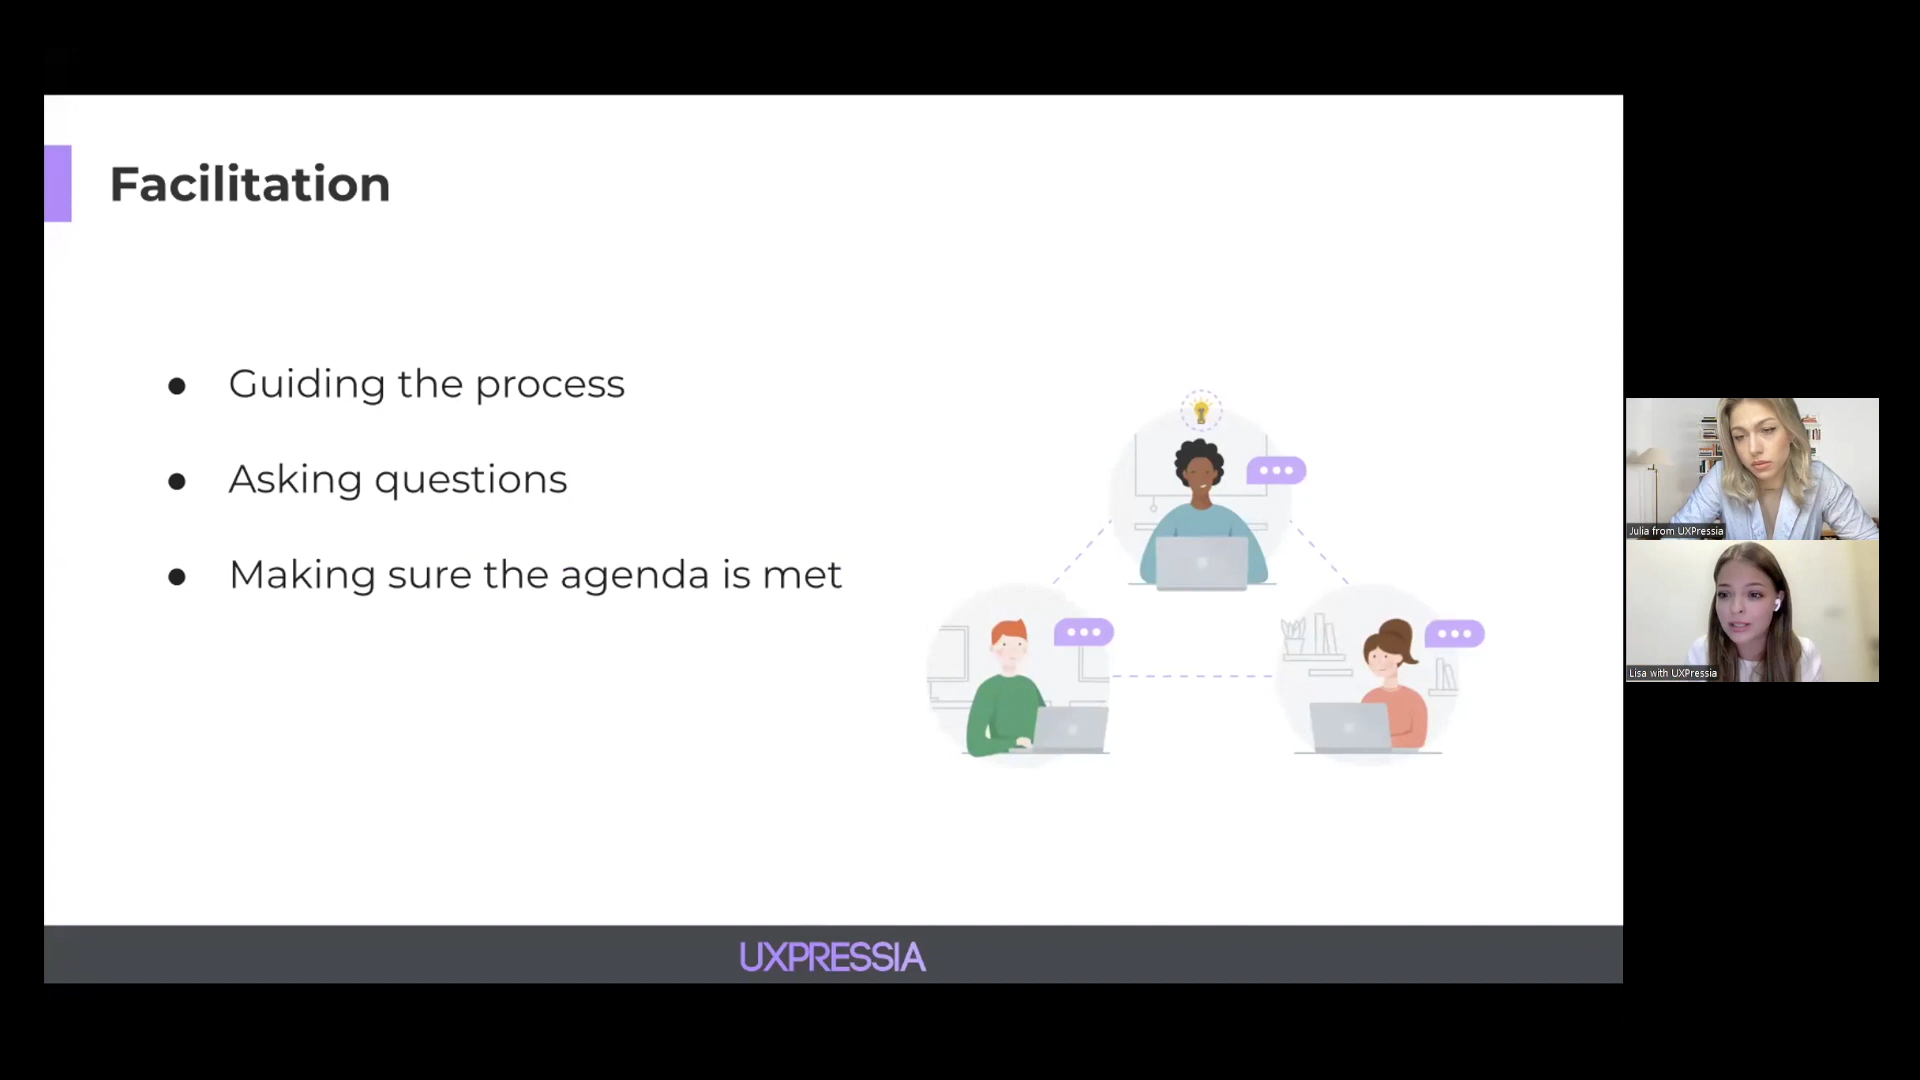 Facilitation
● Guiding the process
● Asking questions
● Making sure the agenda is met
UXPRESSIA
Julia from UXPressia
Lisa with UXPressia